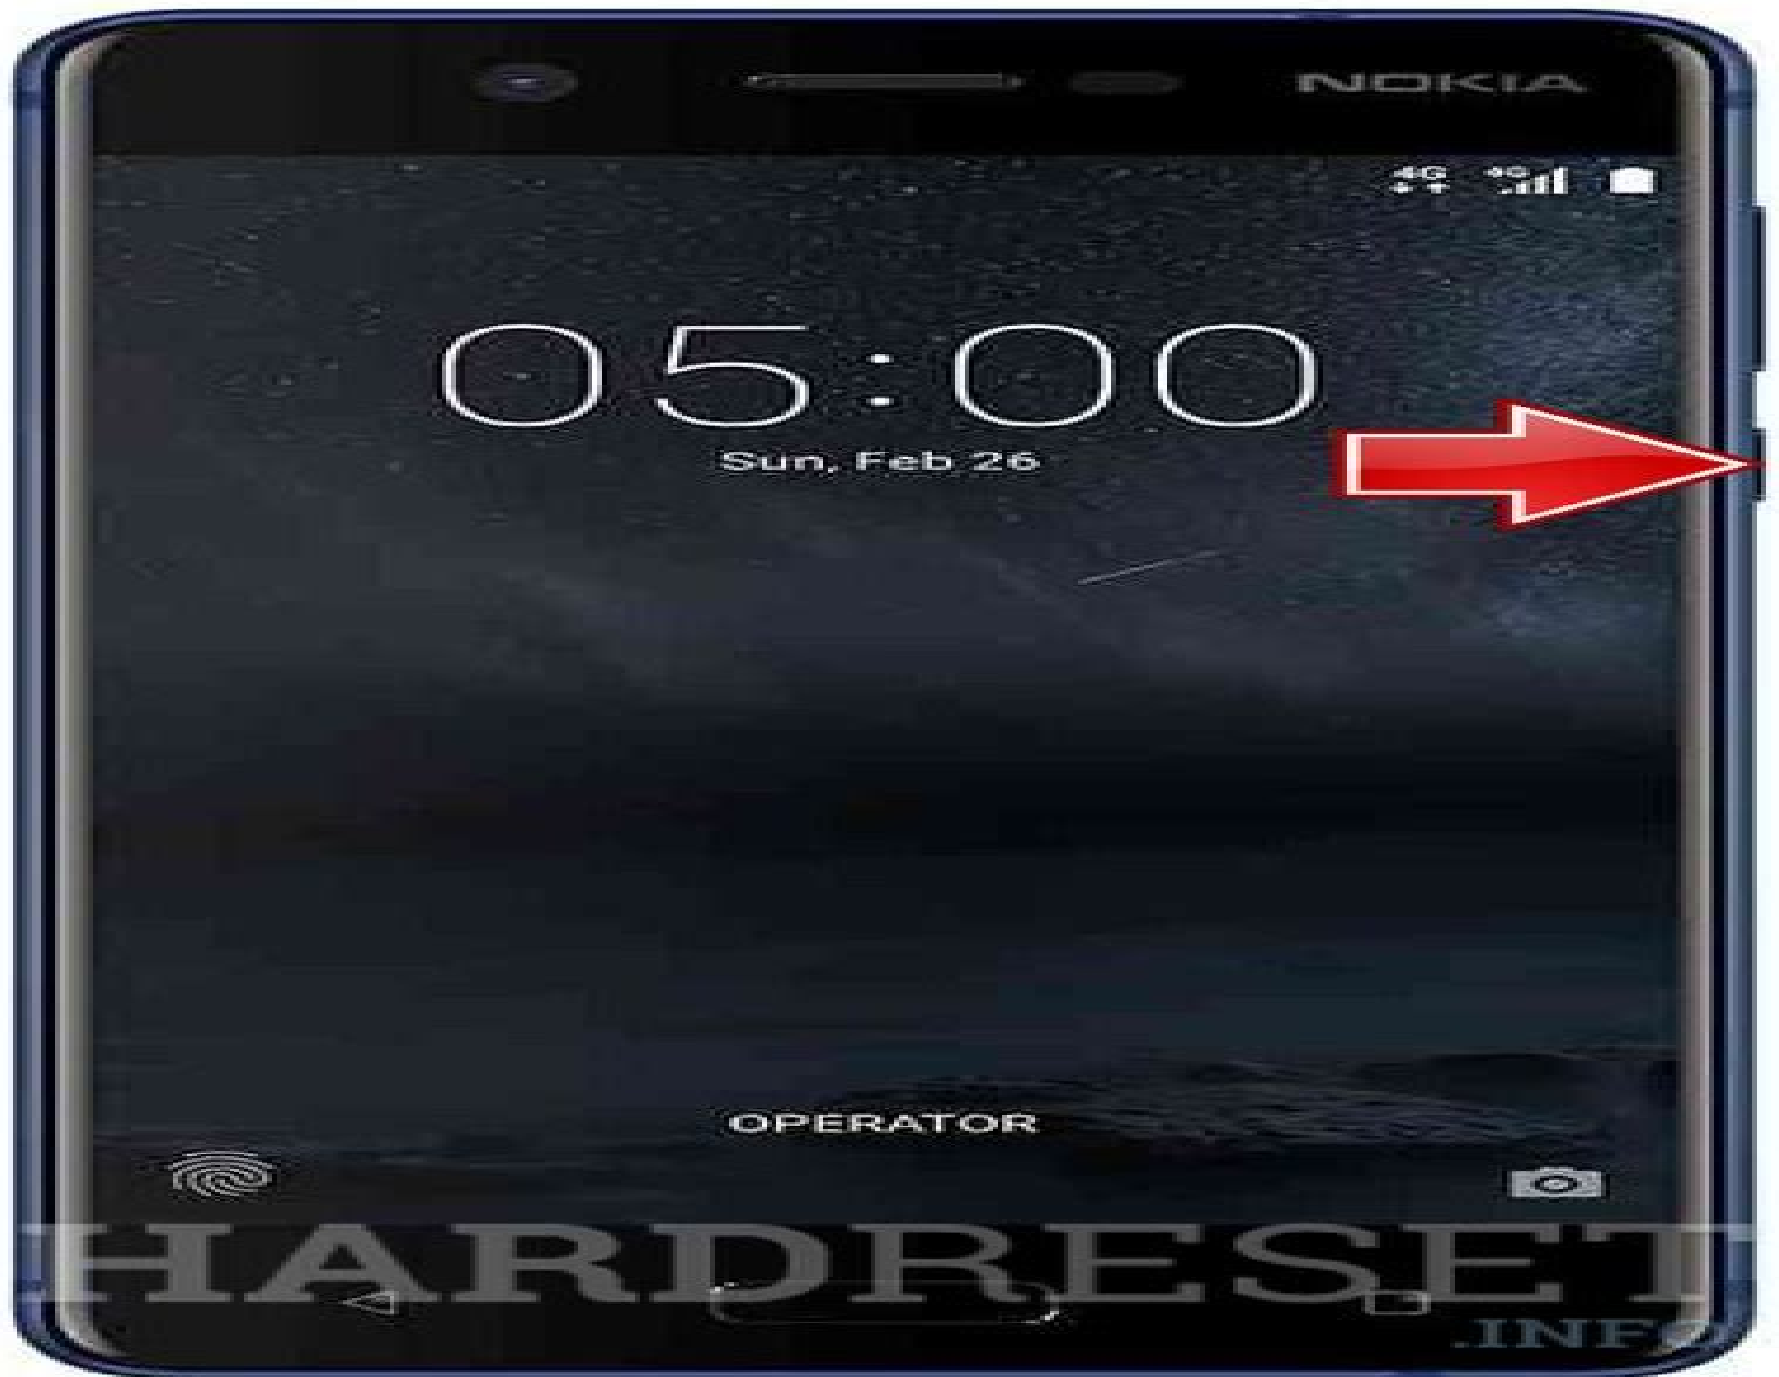 NOKIA
4G 4G
05:00
Sun, Feb 26
OPERATOR
HARDRESET
.INFO